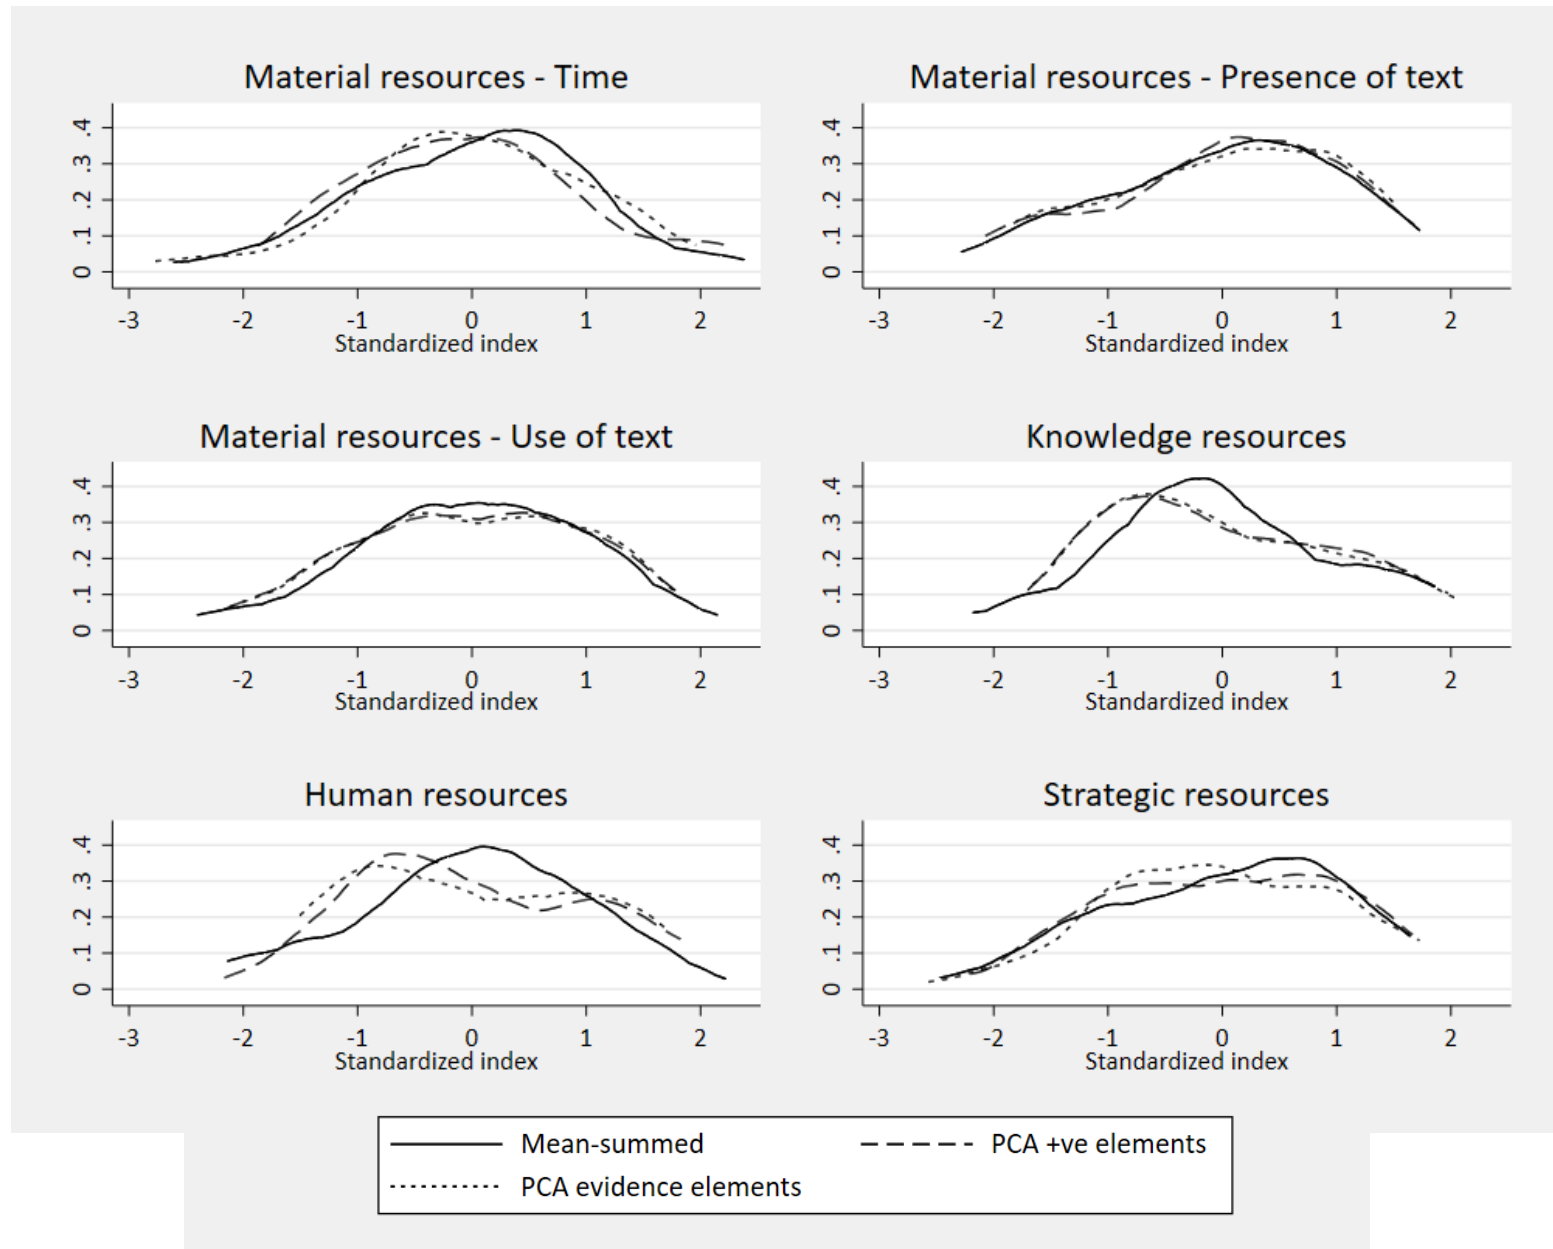 Material resources - Time
.4
.3
.2
.1
0
-3 -2 -1 0 1 2
Standardized index
Material resources - Presence of text
.4
.3
.2
.1
0
-3 -2 -1 0 1 2
Standardized index
Material resources - Use of text
.4
.3
.2
.1
0
-3 -2 -1 0 1 2
Standardized index
Knowledge resources
.4
.3
.2
.1
0
-3 -2 -1 0 1 2
Standardized index
Human resources
.4
.3
.2
.1
0
-3 -2 -1 0 1 2
Standardized index
Strategic resources
.4
.3
.2
.1
0
-3 -2 -1 0 1 2
Standardized index
Mean-summed
PCA +ve elements
PCA evidence elements